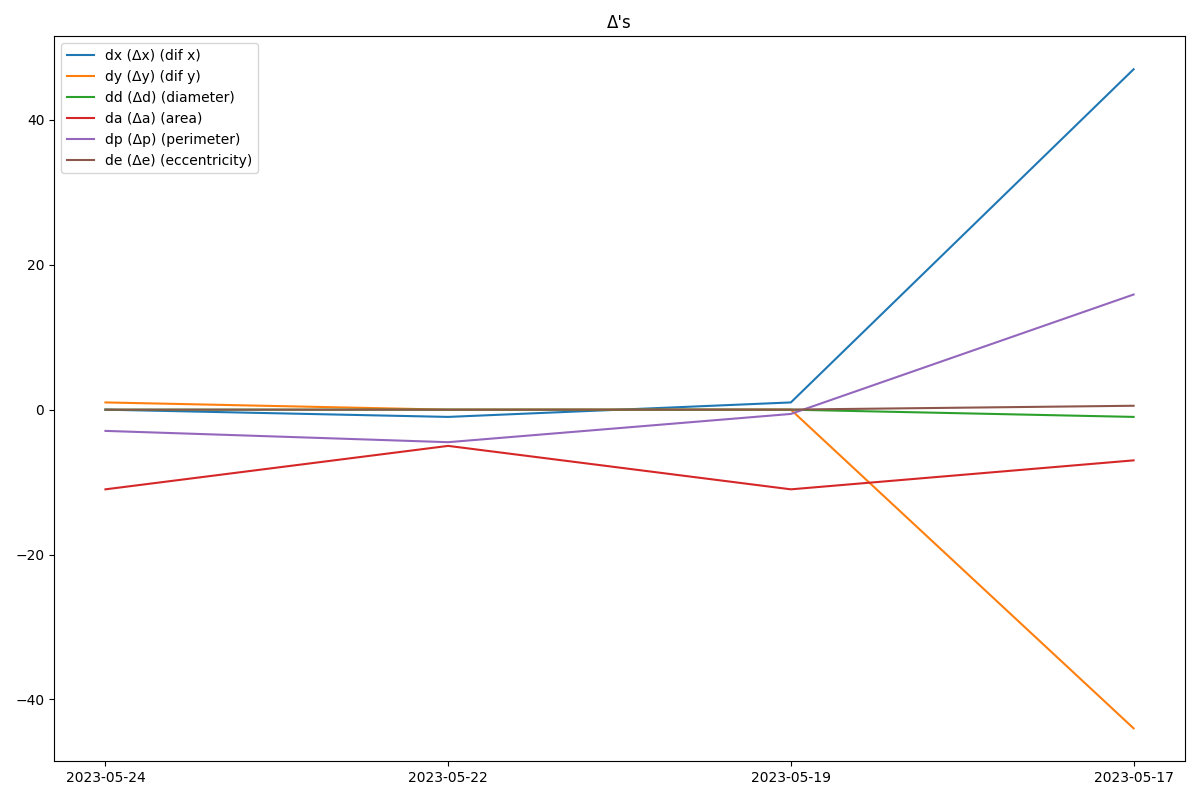 Δ's
dx (Δx) (dif x)
dy (Δy) (dif y)
dd (Δd) (diameter)
da (Δa) (area)
dp (Δp) (perimeter)
de (Δe) (eccentricity)
40
20
0
−20
−40
2023-05-24
2023-05-22
2023-05-19
2023-05-17